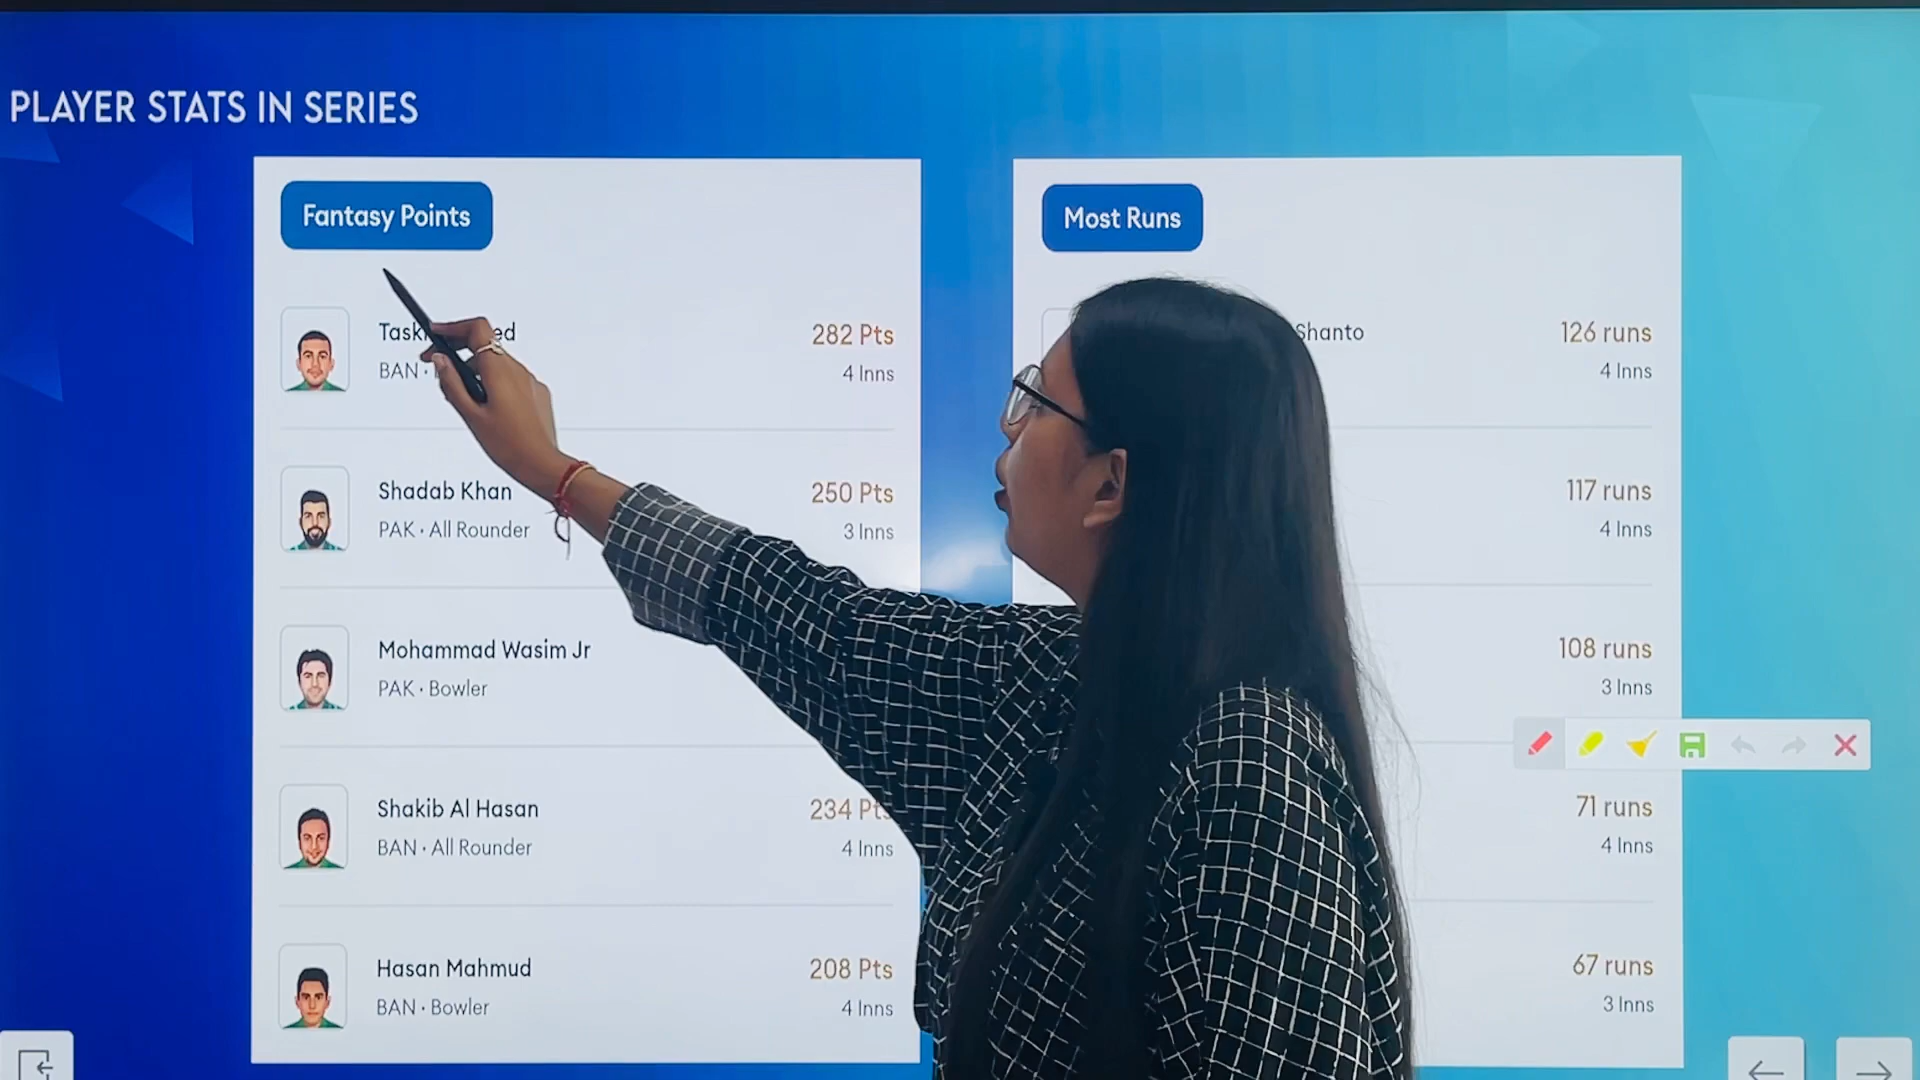 PLAYER STATS IN SERIES
Fantasy Points
282 Pts
BAN
4 Inns
Shadab Khan
250 Pts
PAK · All Rounder
3 Inns
Mohammad Wasim Jr
PAK · Bowler
Shakib Al Hasan
234 Pts
BAN · All Rounder
4 Inns
Hasan Mahmud
208 Pts
BAN · Bowler
4 Inns
Most Runs
Shanto
126 runs
4 Inns
117 runs
4 Inns
108 runs
3 Inns
71 runs
4 Inns
67 runs
3 Inns